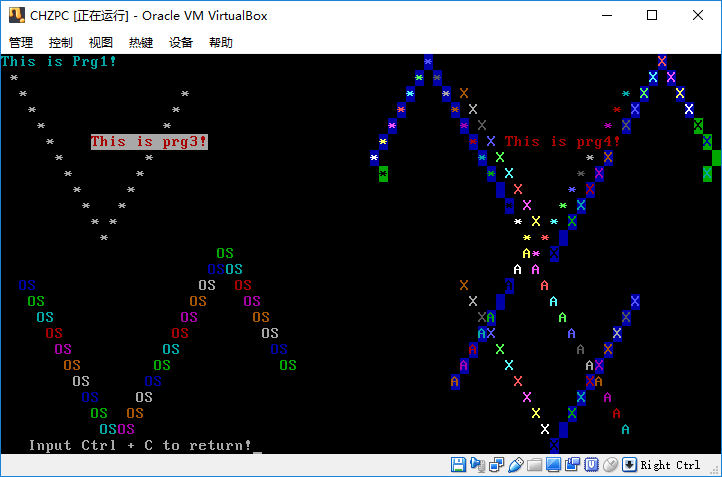 CHZPC [正在运行] - Oracle VM VirtualBox
管理 控制 视图 热键 设备 帮助
This is Prg1!
This is prg3!
This is prg4!
Input Ctrl + C to return!_
Right Ctrl